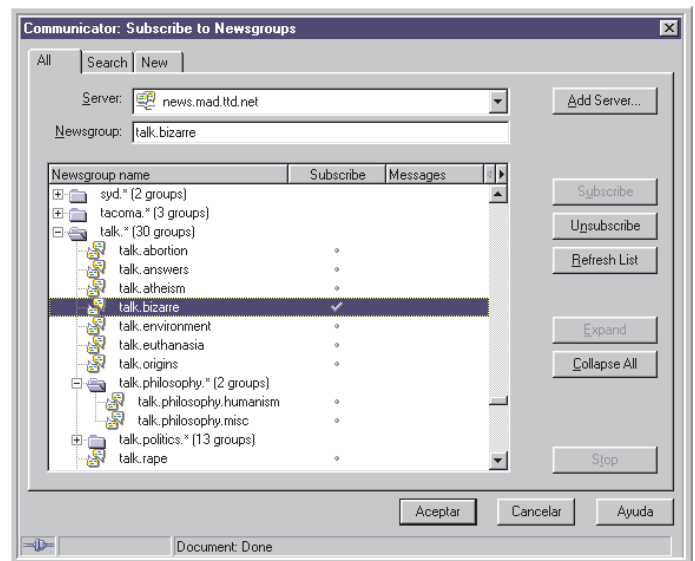 Communicator: Subscribe to Newsgroups
All Search New
Server: news.mad.ttd.net Add Server...
Newsgroup: talk.bizarre
Newsgroup name Subscribe Messages
syd.* (2 groups) Subscribe
tacoma.* (3 groups)
talk.* (30 groups) Unsubscribe
talk.abortion
talk.answers Refresh List
talk.atheism
talk.bizarre
talk.environment Expand
talk.euthanasia
talk.origins Collapse All
talk.philosophy.* (2 groups)
talk.philosophy.humanism
talk.philosophy.misc
talk.politics.* (13 groups)
talk.rape Stop
Aceptar Cancelar Ayuda
Document: Done